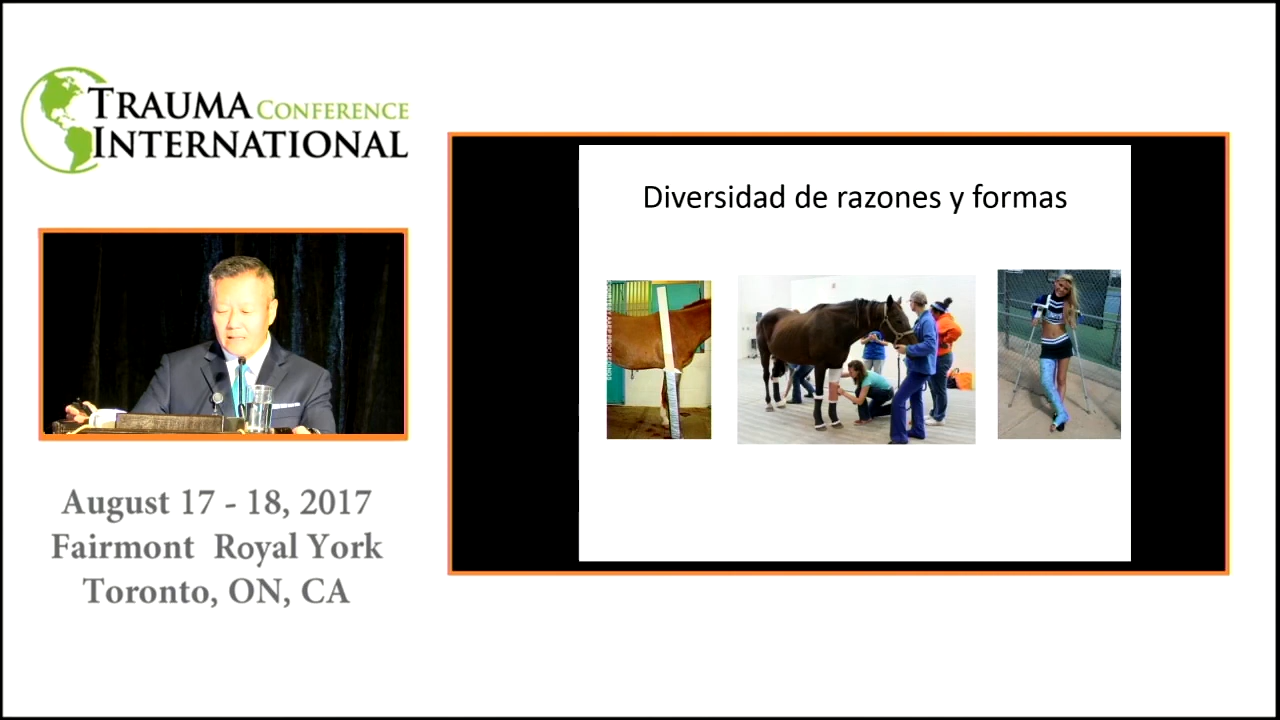 TRAUMA CONFERENCE
INTERNATIONAL
August 17 - 18, 2017
Fairmont Royal York
Toronto, ON, CA
Diversidad de razones y formas